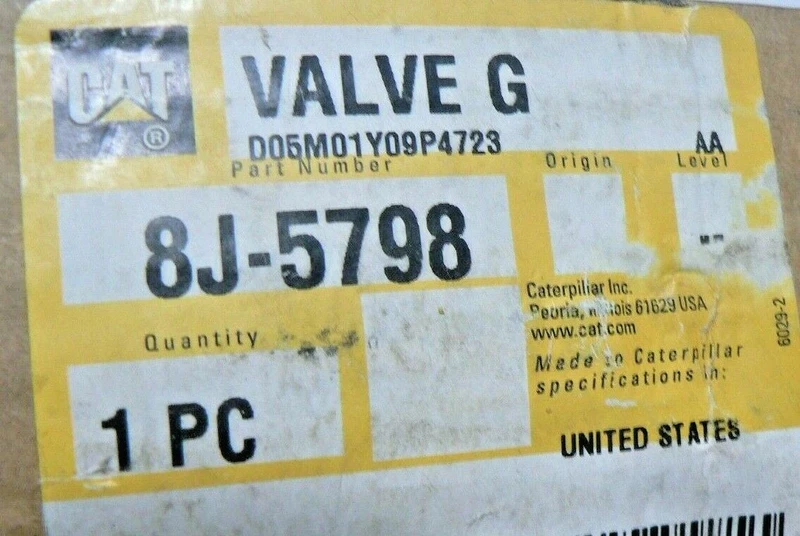 CAT
®
VALVE G
D05M01Y09P4723
AA
Part Number
Origin
Level
8J-5798
--
Caterpillar Inc.
Peoria, Illinois 61629 USA
www.cat.com
Quantity
Made to Caterpillar
specifications in:
6029-2
1 PC
UNITED STATES